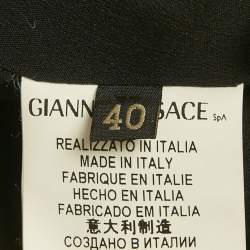 GIANN SACE SpA
40
REALIZZATO IN ITALIA
MADE IN ITALY
FABRIQUE EN ITALIE
HECHO EN ITALIA
FABRICADO EM ITALIA
意大利制造
СОЗДАНО В ИТАЛИИ